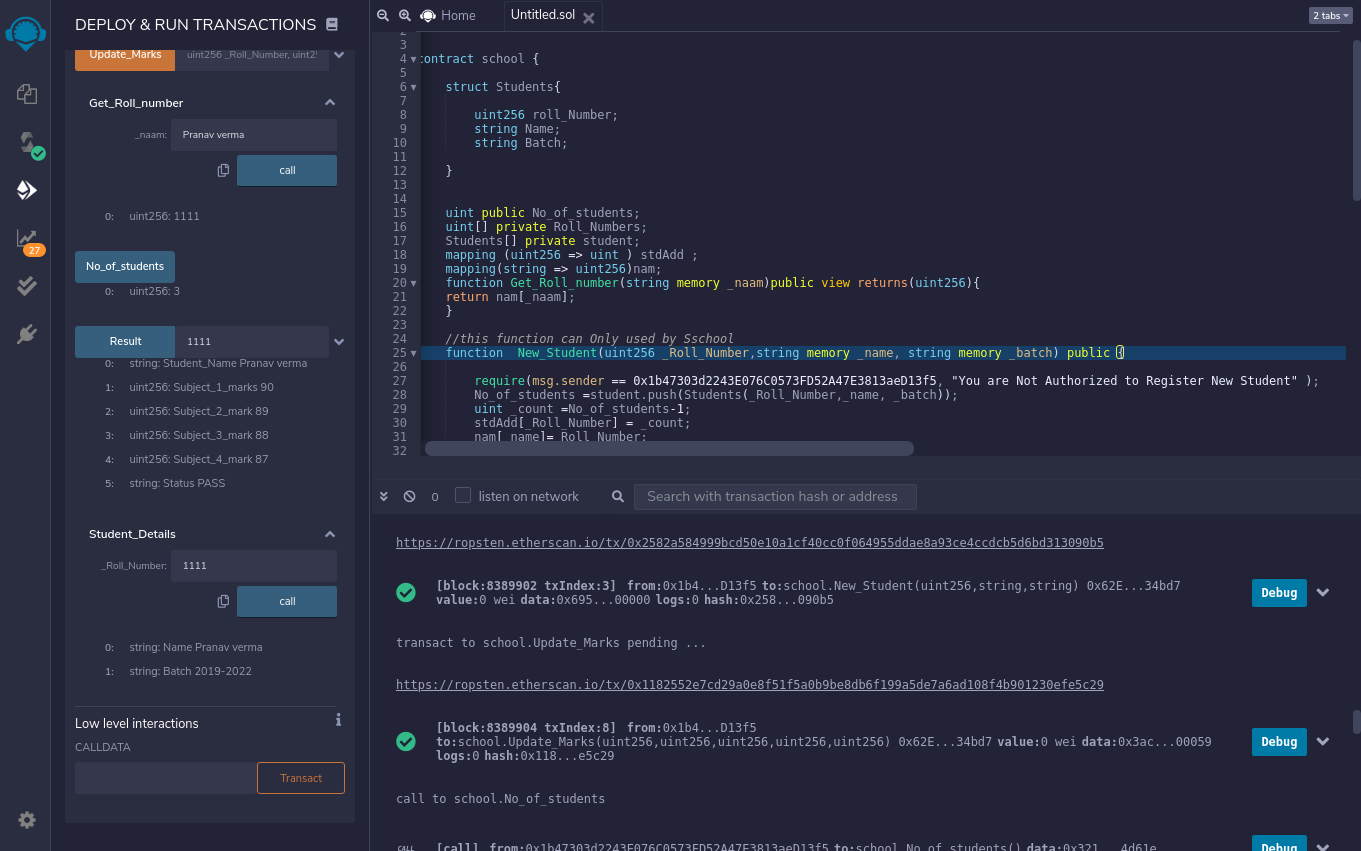 DEPLOY & RUN TRANSACTIONS
Update_Marks
uint256 _Roll_Number, uint25
Get_Roll_number
_naam:
Pranav verma
call
0: uint256: 1111
No_of_students
0: uint256: 3
Result
1111
0: string: Student_Name Pranav verma
1: uint256: Subject_1_marks 90
2: uint256: Subject_2_mark 89
3: uint256: Subject_3_mark 88
4: uint256: Subject_4_mark 87
5: string: Status PASS
Student_Details
_Roll_Number:
1111
call
0: string: Name Pranav verma
1: string: Batch 2019-2022
Low level interactions
CALLDATA
Transact
27
Home
Untitled.sol
2 tabs
2
3
4 contract school {
5
6 struct Students{
7
8 uint256 roll_Number;
9 string Name;
10 string Batch;
11
12 }
13
14
15 uint public No_of_students;
16 uint[] private Roll_Numbers;
17 Students[] private student;
18 mapping (uint256 => uint ) stdAdd ;
19 mapping(string => uint256)nam;
20 function Get_Roll_number(string memory _naam)public view returns(uint256){
21 return nam[_naam];
22 }
23
24 //this function can Only used by Sschool
25 function  New_Student(uint256 _Roll_Number,string memory _name, string memory _batch) public {
26
27 require(msg.sender == 0x1b47303d2243E076C0573FD52A47E3813aeD13f5, "You are Not Authorized to Register New Student" );
28 No_of_students =student.push(Students(_Roll_Number,_name, _batch));
29 uint _count =No_of_students-1;
30 stdAdd[_Roll_Number] = _count;
31 nam[_name]=_Roll_Number;
32
0
listen on network
Search with transaction hash or address
https://ropsten.etherscan.io/tx/0x2582a584999bcd50e10a1cf40cc0f064955ddae8a93ce4ccdcb5d6bd313090b5
[block:8389902 txIndex:3] from:0x1b4...D13f5 to:school.New_Student(uint256,string,string) 0x62E...34bd7
value:0 wei data:0x695...00000 logs:0 hash:0x258...090b5
Debug
transact to school.Update_Marks pending ...
https://ropsten.etherscan.io/tx/0x1182552e7cd29a0e8f51f5a0b9be8db6f199a5de7a6ad108f4b901230efe5c29
[block:8389904 txIndex:8] from:0x1b4...D13f5
to:school.Update_Marks(uint256,uint256,uint256,uint256,uint256) 0x62E...34bd7 value:0 wei data:0x3ac...00059
logs:0 hash:0x118...e5c29
Debug
call to school.No_of_students
CALL [call] from:0x1b47303d2243E076C0573FD52A47E3813aeD13f5 to:school.No_of_students() data:0x321...4d61e
Debug